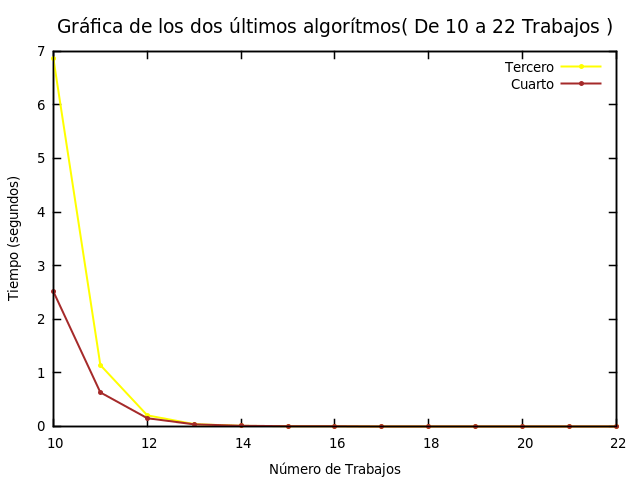 Gráfica de los dos últimos algorítmos( De 10 a 22 Trabajos )
Tercero
Cuarto
7
6
5
4
3
2
1
0
Tiempo (segundos)
10 12 14 16 18 20 22
Número de Trabajos